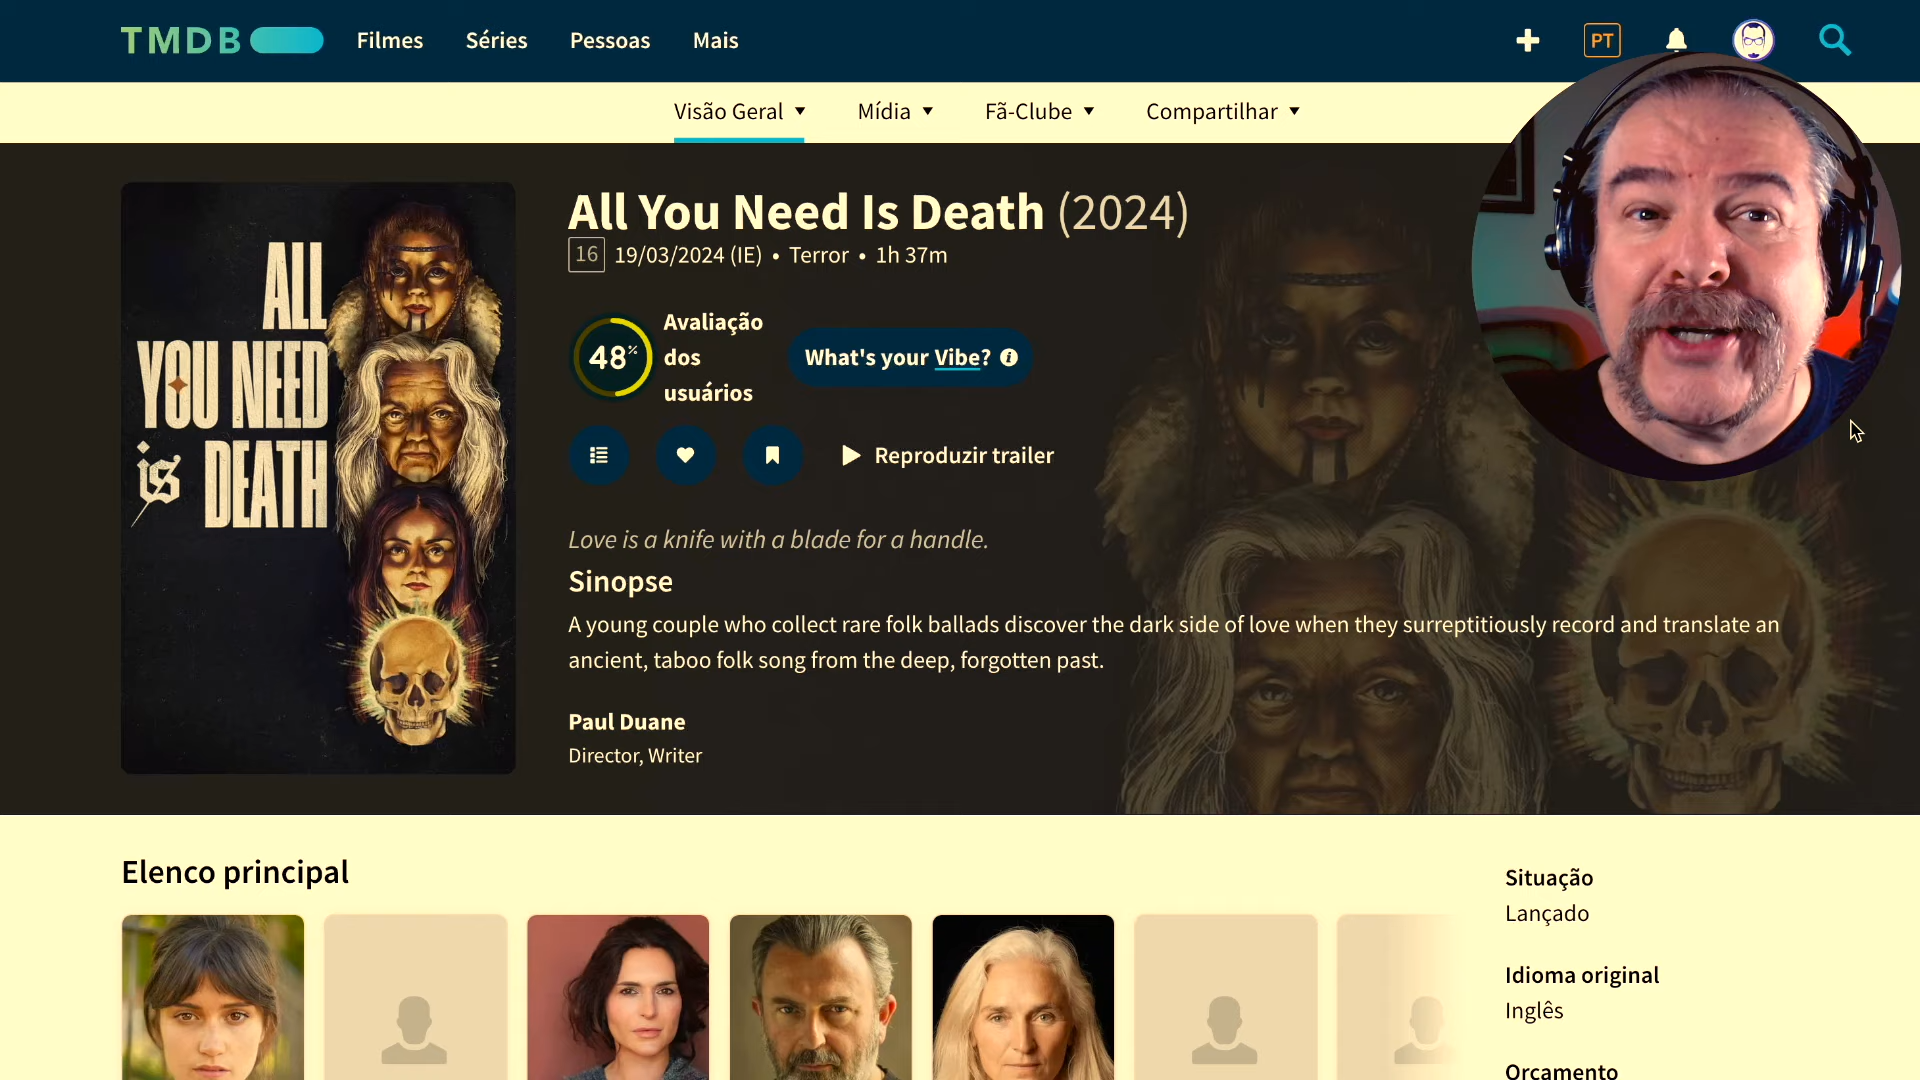 TMDB
Filmes
Séries
Pessoas
Mais
PT
Visão Geral
Mídia
Fã-Clube
Compartilhar
ALL
YOU NEED
is DEATH
All You Need Is Death (2024)
16 19/03/2024 (IE) • Terror • 1h 37m
48%
Avaliação
dos
usuários
What's your Vibe?
Reproduzir trailer
Love is a knife with a blade for a handle.
Sinopse
A young couple who collect rare folk ballads discover the dark side of love when they surreptitiously record and translate an
ancient, taboo folk song from the deep, forgotten past.
Paul Duane
Director, Writer
Elenco principal
Situação
Lançado
Idioma original
Inglês
Orçamento